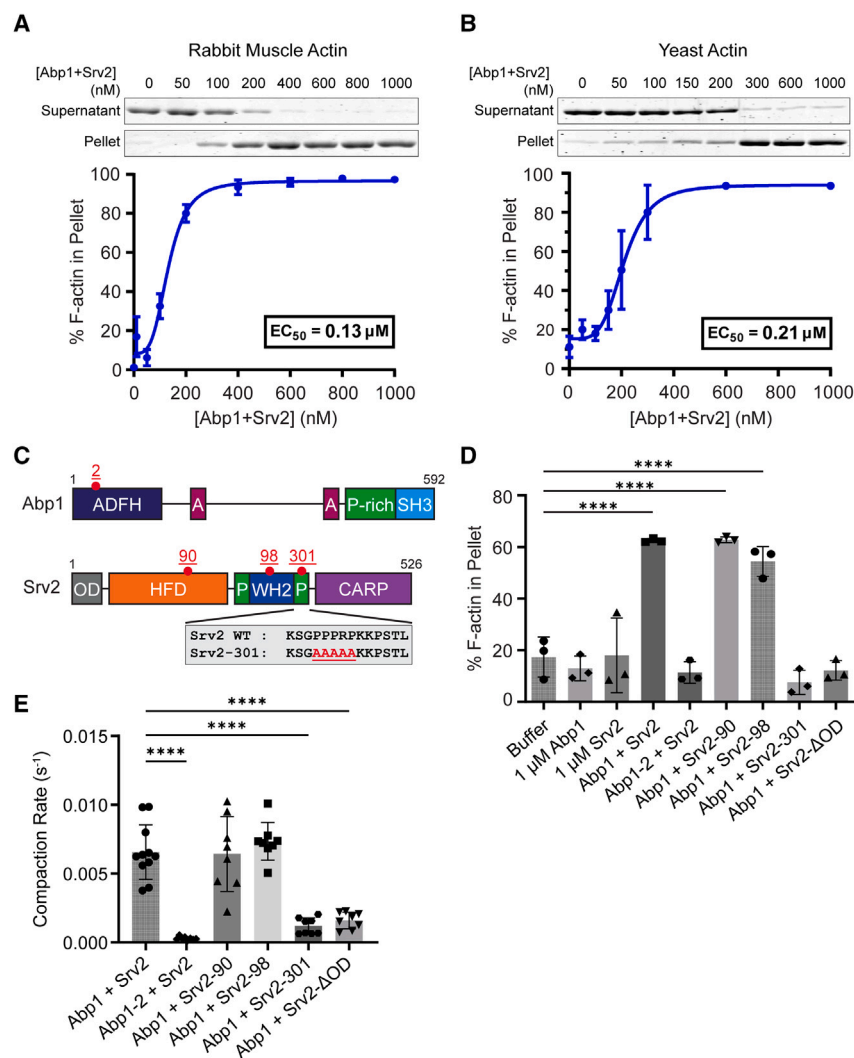 A
Rabbit Muscle Actin
[Abp1+Srv2] (nM) 0 50 100 200 400 600 800 1000
Supernatant
Pellet
% F-actin in Pellet
100
80
60
40
20
0
EC50 = 0.13 µM
0 200 400 600 800 1000
[Abp1+Srv2] (nM)
B
Yeast Actin
[Abp1+Srv2] (nM) 0 50 100 150 200 300 600 1000
Supernatant
Pellet
% F-actin in Pellet
100
80
60
40
20
0
EC50 = 0.21 µM
0 200 400 600 800 1000
[Abp1+Srv2] (nM)
C
1 2 592
Abp1 ADFH A A P-rich SH3
1 90 98 301 526
Srv2 OD HFD P WH2 P CARP
Srv2 WT : KSGPPPRPKKPSTL
Srv2-301: KSGAAAAAKKPSTL
D
% F-actin in Pellet
80
60
40
20
0
****
****
****
Buffer
1 µM Abp1
1 µM Srv2
Abp1 + Srv2
Abp1-2 + Srv2
Abp1 + Srv2-90
Abp1 + Srv2-98
Abp1 + Srv2-301
Abp1 + Srv2-ΔOD
E
Compaction Rate (s⁻¹)
0.015
0.010
0.005
0.000
****
****
****
Abp1 + Srv2
Abp1-2 + Srv2
Abp1 + Srv2-90
Abp1 + Srv2-98
Abp1 + Srv2-301
Abp1 + Srv2-ΔOD